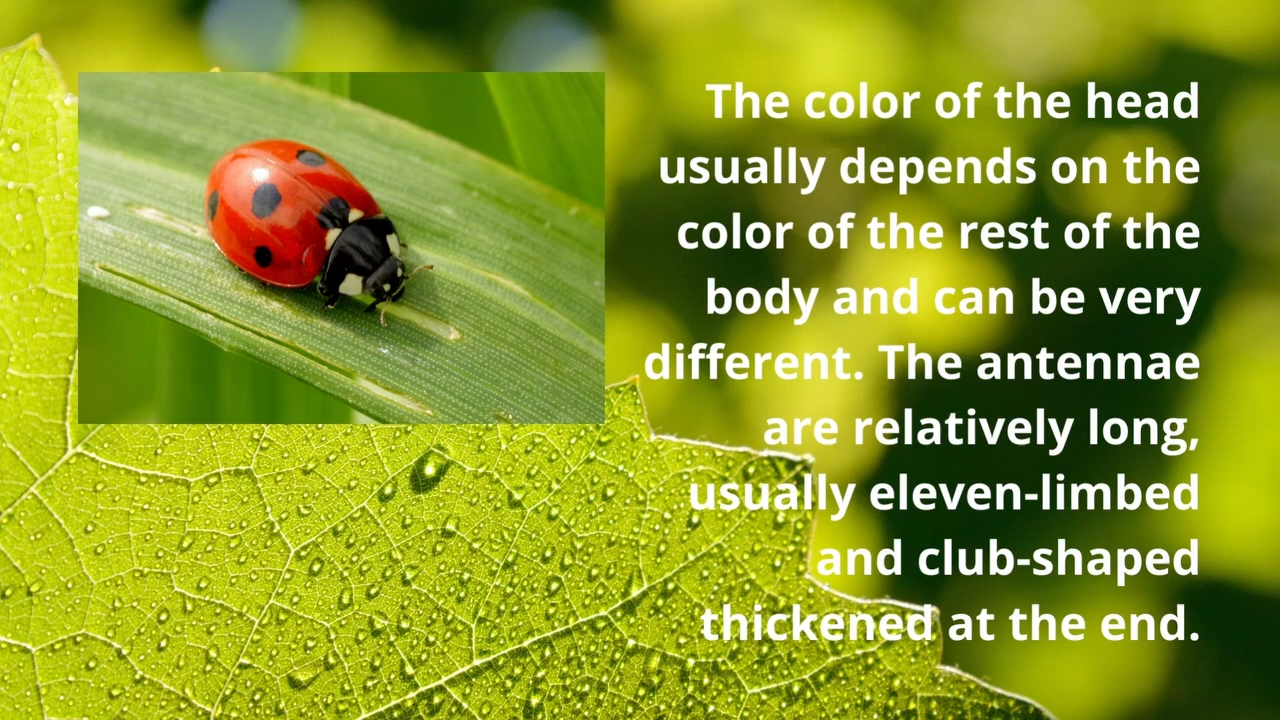 The color of the head
usually depends on the
color of the rest of the
body and can be very
different. The antennae
are relatively long,
usually eleven-limbed
and club-shaped
thickened at the end.